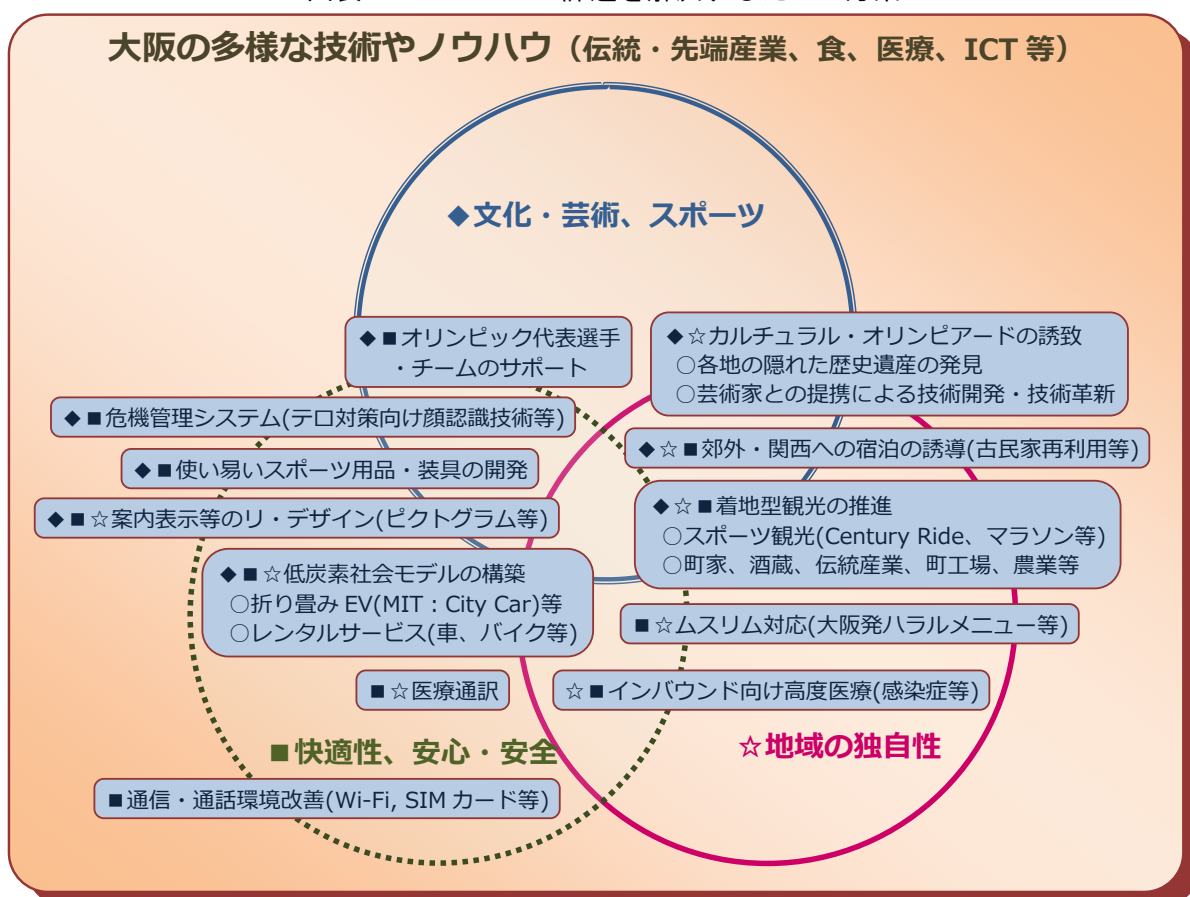 大阪の多様な技術やノウハウ（伝統・先端産業、食、医療、ICT 等）
◆文化・芸術、スポーツ
◆■オリンピック代表選手
・チームのサポート
◆☆カルチュラル・オリンピアードの誘致
○各地の隠れた歴史遺産の発見
○芸術家との提携による技術開発・技術革新
◆■危機管理システム(テロ対策向け顔認識技術等)
◆☆■郊外・関西への宿泊の誘導(古民家再利用等)
◆■使い易いスポーツ用品・装具の開発
◆■☆案内表示等のリ・デザイン(ピクトグラム等)
◆☆■着地型観光の推進
○スポーツ観光(Century Ride、マラソン等)
○町家、酒蔵、伝統産業、町工場、農業等
◆■☆低炭素社会モデルの構築
○折り畳み EV(MIT：City Car)等
○レンタルサービス(車、バイク等)
■☆ムスリム対応(大阪発ハラルメニュー等)
■☆医療通訳
☆■インバウンド向け高度医療(感染症等)
■快適性、安心・安全
☆地域の独自性
■通信・通話環境改善(Wi-Fi, SIM カード等)